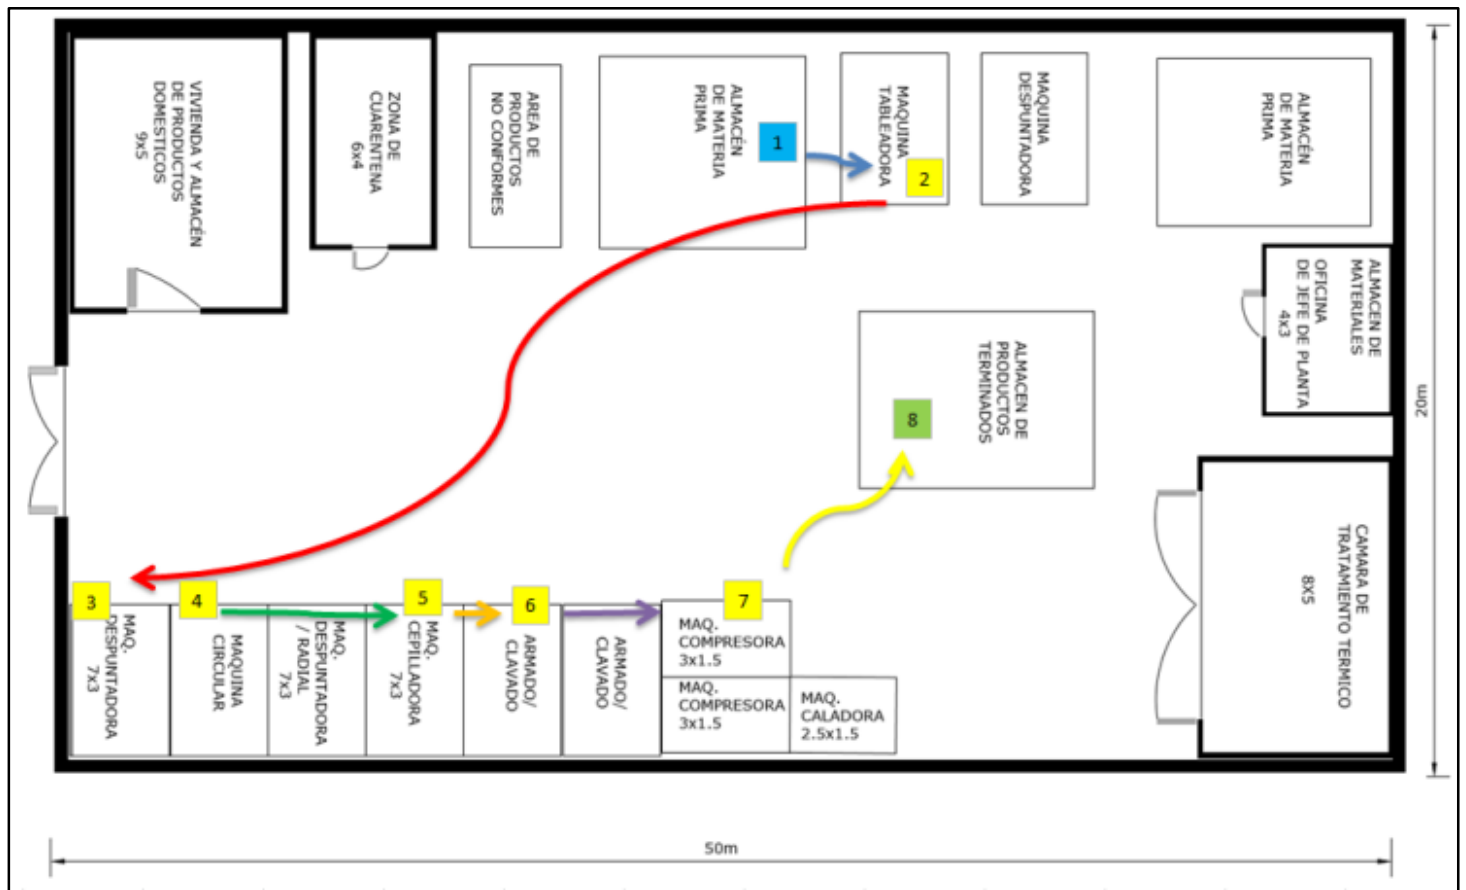 VIVIENDA Y ALMACÉN
DE PRODUCTOS
DOMESTICOS
9x5
ZONA DE
CUARENTENA
6x4
AREA DE
PRODUCTOS
NO CONFORMES
ALMACÉN
DE MATERIA
PRIMA
1
MAQUINA
TABLEADORA
2
MAQUINA
DESPUNTADORA
ALMACÉN
DE MATERIA
PRIMA
ALMACEN DE
MATERIALES
OFICINA
DE JEFE DE PLANTA
4x3
ALMACEN DE
PRODUCTOS
TERMINADOS
8
20m
CAMARA DE
TRATAMIENTO TERMICO
8X5
3
MAQ.
DESPUNTADORA
7x3
4
MAQUINA
CIRCULAR
MAQ.
DESPUNTADORA
/ RADIAL
7x3
5
MAQ.
CEPILLADORA
7x3
6
ARMADO/
CLAVADO
ARMADO/
CLAVADO
7
MAQ.
COMPRESORA
3x1.5
MAQ.
COMPRESORA
3x1.5
MAQ.
CALADORA
2.5x1.5
50m